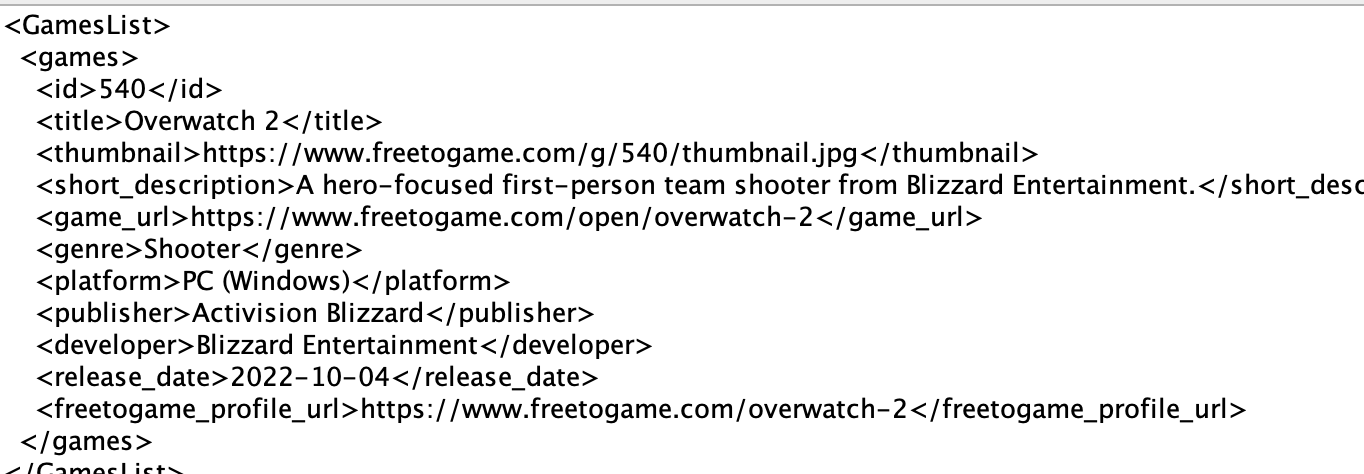 <GamesList>
<games>
<id>540</id>
<title>Overwatch 2</title>
<thumbnail>https://www.freetogame.com/g/540/thumbnail.jpg</thumbnail>
<short_description>A hero-focused first-person team shooter from Blizzard Entertainment.</short_desc
<game_url>https://www.freetogame.com/open/overwatch-2</game_url>
<genre>Shooter</genre>
<platform>PC (Windows)</platform>
<publisher>Activision Blizzard</publisher>
<developer>Blizzard Entertainment</developer>
<release_date>2022-10-04</release_date>
<freetogame_profile_url>https://www.freetogame.com/overwatch-2</freetogame_profile_url>
</games>
</GamesList>